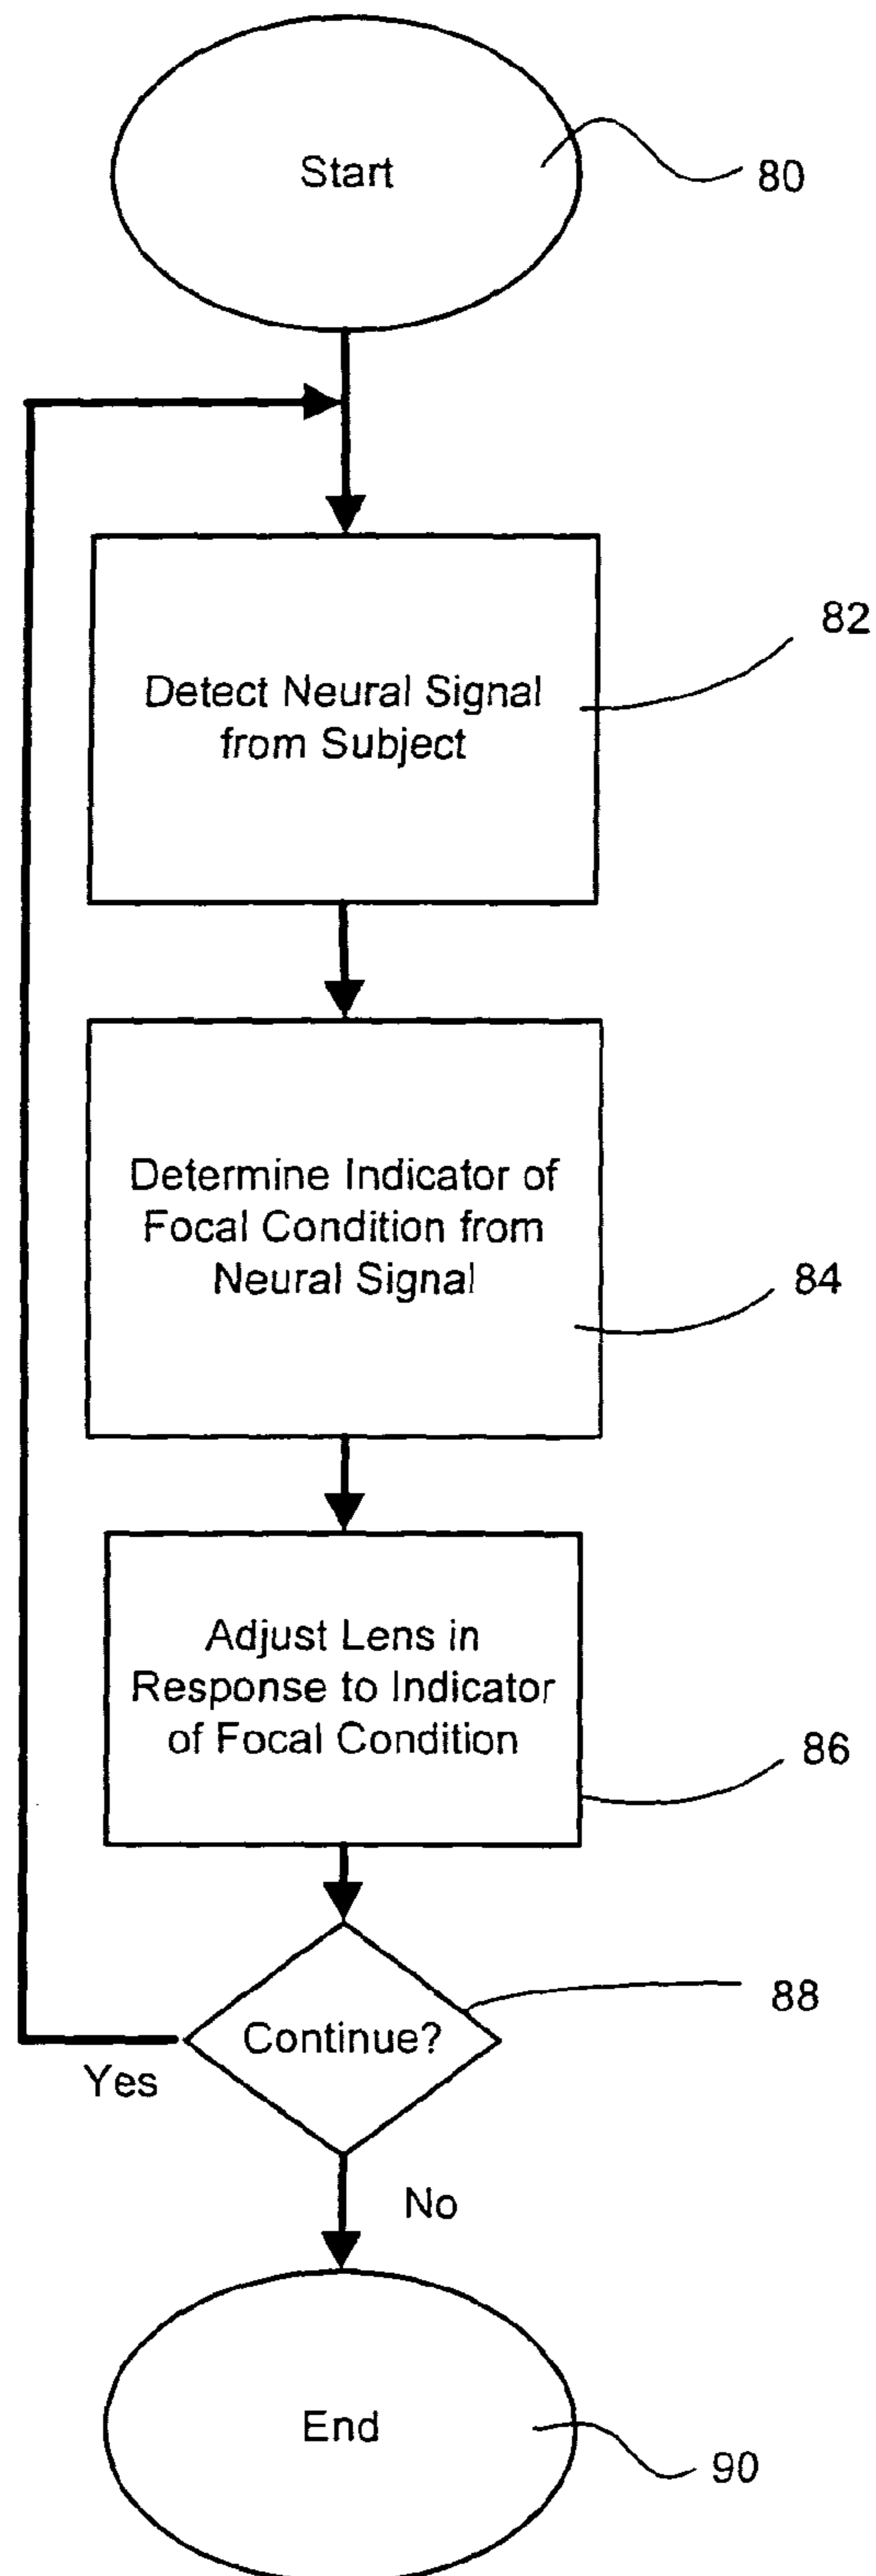 Start
80
82
Detect Neural Signal
from Subject
Determine Indicator of
Focal Condition from
Neural Signal
84
Adjust Lens in
Response to Indicator
of Focal Condition
86
88
Continue?
Yes
No
End
90